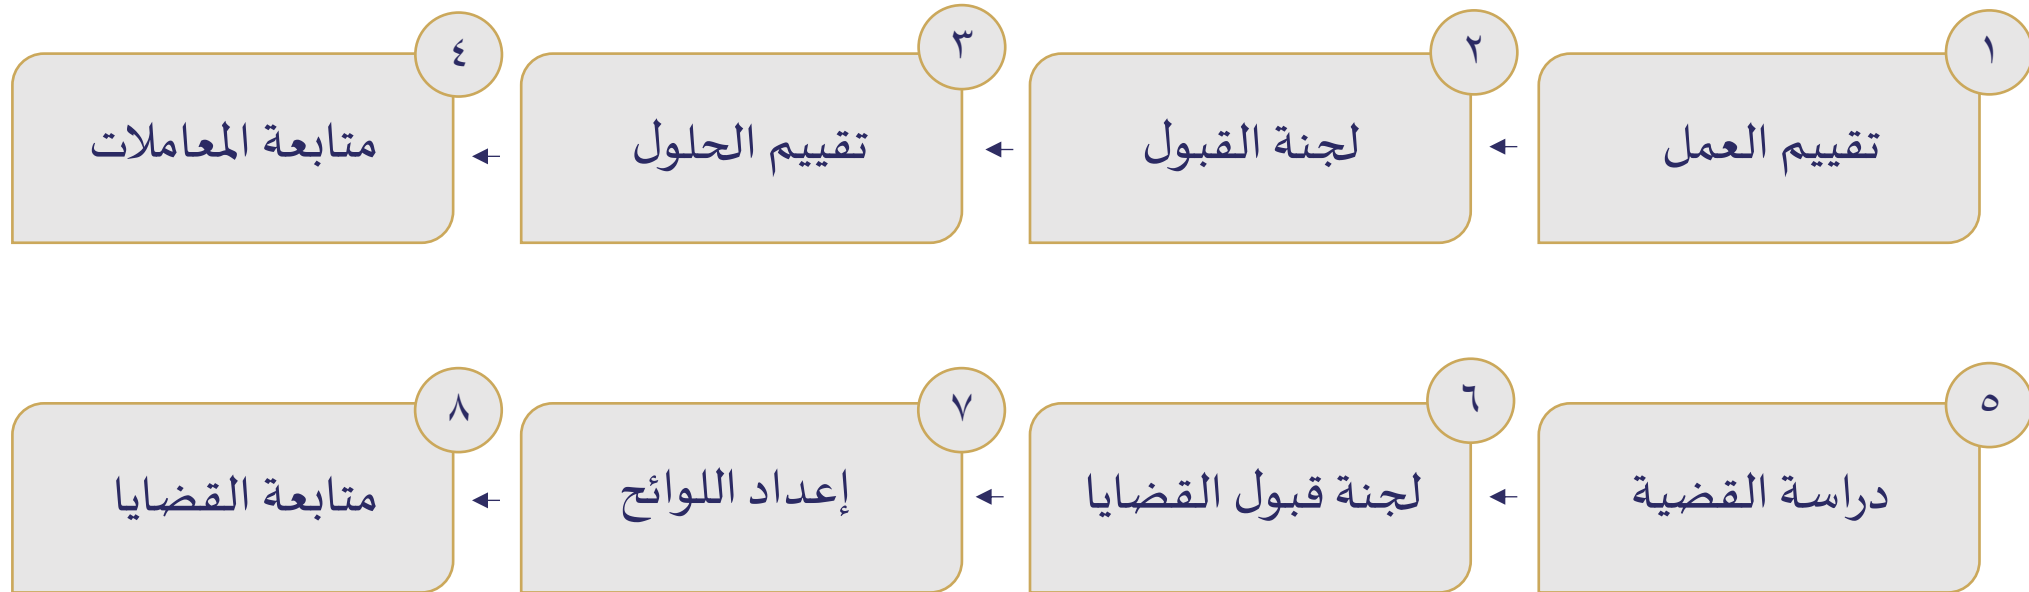 ١
تقييم العمل
٢
لجنة القبول
٣
تقييم الحلول
٤
متابعة المعاملات
٥
دراسة القضية
٦
لجنة قبول القضايا
٧
إعداد اللوائح
٨
متابعة القضايا